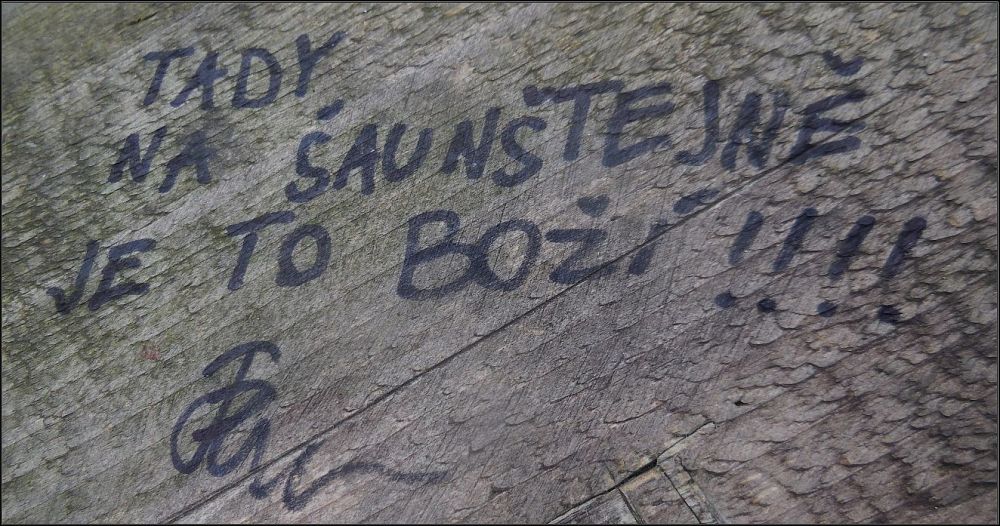 TADY
NA ŠAUNŠTEJNĚ
JE TO BOŽÍ !!!!